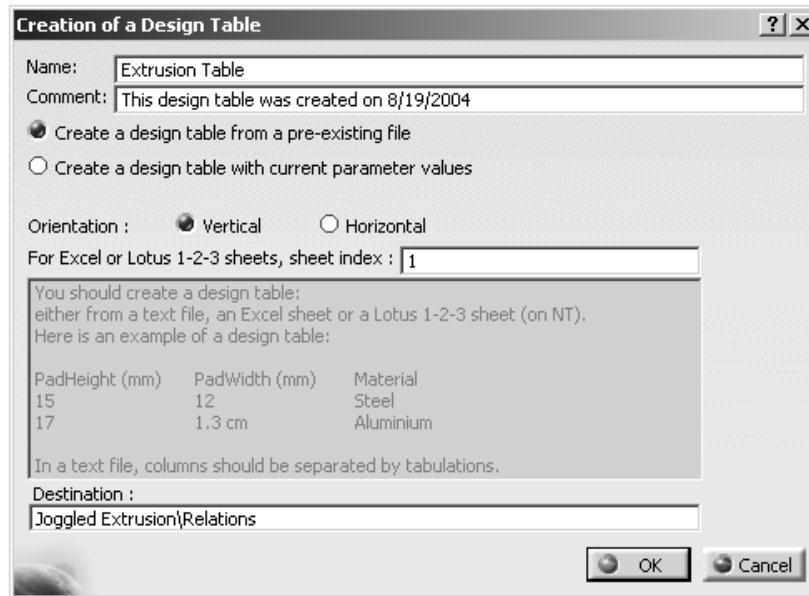 Creation of a Design Table
? X
Name: Extrusion Table
Comment: This design table was created on 8/19/2004
Create a design table from a pre-existing file
Create a design table with current parameter values
Orientation : Vertical Horizontal
For Excel or Lotus 1-2-3 sheets, sheet index : 1
You should create a design table:
either from a text file, an Excel sheet or a Lotus 1-2-3 sheet (on NT).
Here is an example of a design table:
PadHeight (mm) PadWidth (mm) Material
15 12 Steel
17 1.3 cm Aluminium
In a text file, columns should be separated by tabulations.
Destination :
Joggled Extrusion\Relations
OK Cancel